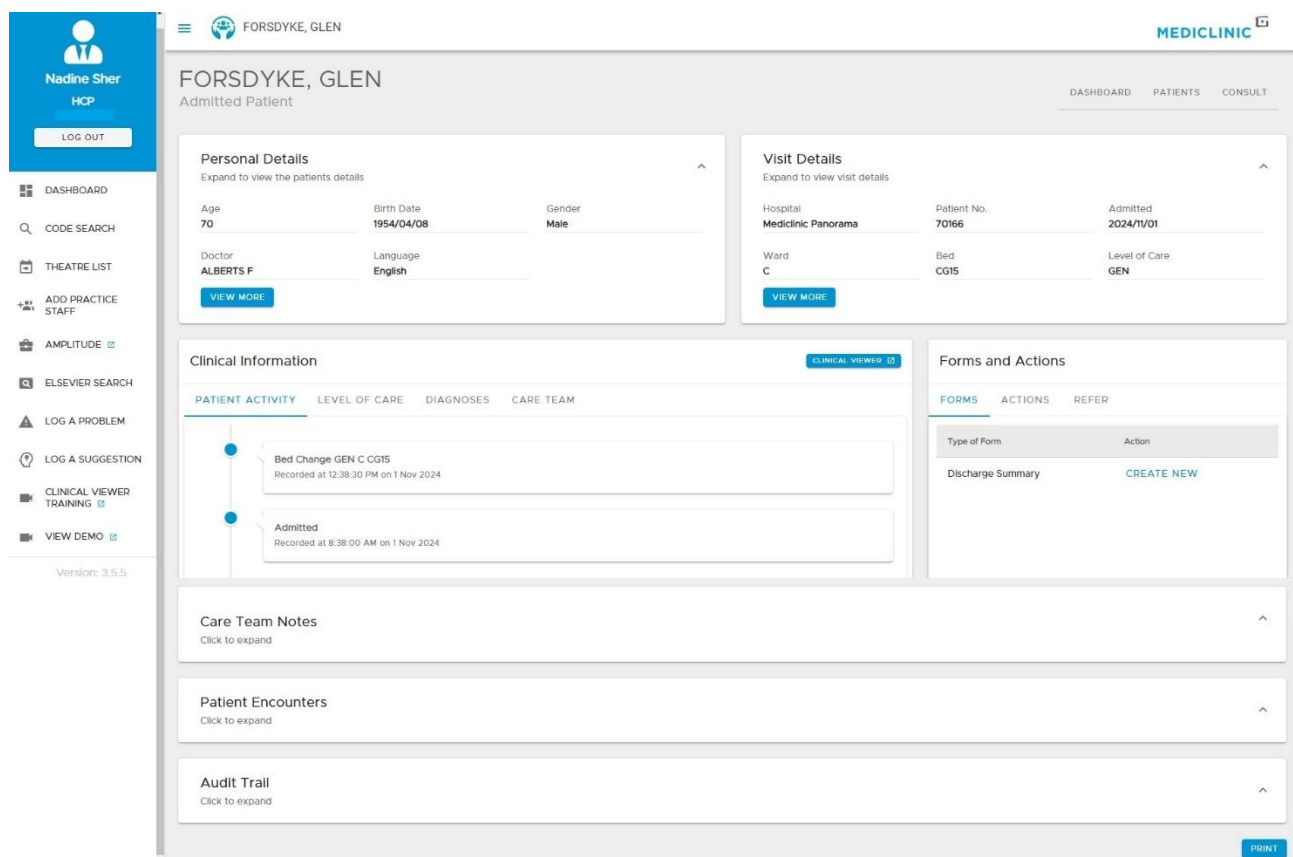 Nadine Sher
HCP
LOG OUT
DASHBOARD
CODE SEARCH
THEATRE LIST
ADD PRACTICE
STAFF
AMPLITUDE
ELSEVIER SEARCH
LOG A PROBLEM
LOG A SUGGESTION
CLINICAL VIEWER
TRAINING
VIEW DEMO
Version: 3.5.5
FORSDYKE, GLEN
MEDICLINIC
FORSDYKE, GLEN
Admitted Patient
DASHBOARD PATIENTS CONSULT
Personal Details
Expand to view the patients details
Age Birth Date Gender
70 1954/04/08 Male
Doctor Language
ALBERTS F English
VIEW MORE
Visit Details
Expand to view visit details
Hospital Patient No. Admitted
Mediclinic Panorama 70166 2024/11/01
Ward Bed Level of Care
C CG15 GEN
VIEW MORE
Clinical Information
CLINICAL VIEWER
PATIENT ACTIVITY LEVEL OF CARE DIAGNOSES CARE TEAM
Bed Change GEN C CG15
Recorded at 12:38:30 PM on 1 Nov 2024
Admitted
Recorded at 8:38:00 AM on 1 Nov 2024
Forms and Actions
FORMS ACTIONS REFER
Type of Form Action
Discharge Summary CREATE NEW
Care Team Notes
Click to expand
Patient Encounters
Click to expand
Audit Trail
Click to expand
PRINT